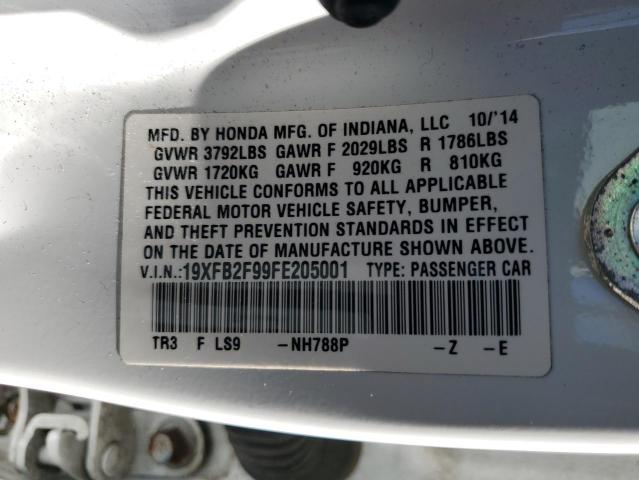 MFD. BY HONDA MFG. OF INDIANA, LLC 10/'14
GVWR 3792LBS GAWR F 2029LBS R 1786LBS
GVWR 1720KG GAWR F 920KG R 810KG
THIS VEHICLE CONFORMS TO ALL APPLICABLE
FEDERAL MOTOR VEHICLE SAFETY, BUMPER,
AND THEFT PREVENTION STANDARDS IN EFFECT
ON THE DATE OF MANUFACTURE SHOWN ABOVE.
V.I.N.:19XFB2F99FE205001 TYPE: PASSENGER CAR
TR3 F LS9 -NH788P -Z -E